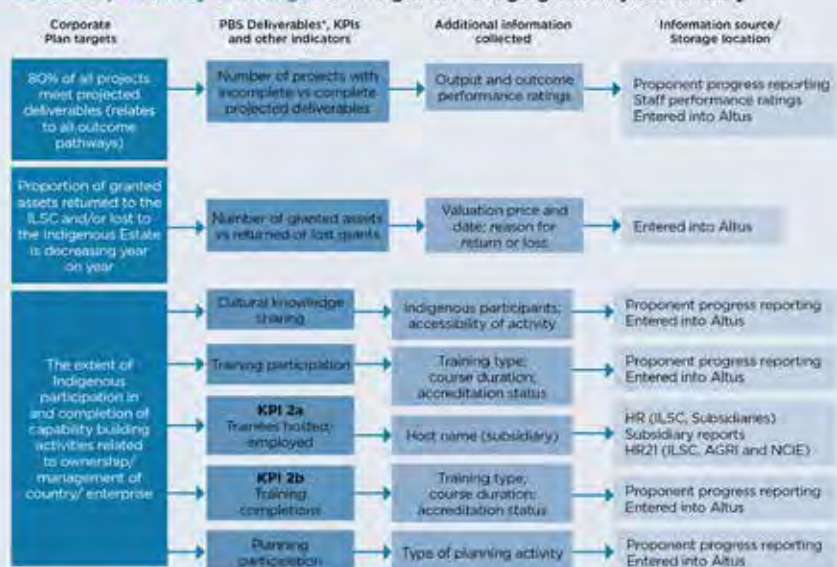 Corporate
Plan targets
PBS Deliverables*, KPIs
and other indicators
Additional information
collected
Information source/
Storage location
80% of all projects
meet projected
deliverables (relates
to all outcome
pathways)
Number of projects with
incomplete vs complete
projected deliverables
Output and outcome
performance ratings
Proponent progress reporting
Staff performance ratings
Entered into Altus
Proportion of granted
assets returned to the
ILSC and/or lost to
the Indigenous Estate
is decreasing year
on year
Number of granted assets
vs returned or lost grants
Valuation price and
date; reason for
return or loss
Entered into Altus
The extent of
Indigenous
participation in
and completion of
capability building
activities related
to ownership/
management of
country/ enterprise
Cultural knowledge
sharing
Indigenous participants;
accessibility of activity
Proponent progress reporting
Entered into Altus
Training participation
Training type;
course duration;
accreditation status
Proponent progress reporting
Entered into Altus
KPI 2a
Trainees hosted;
employed
Host name (subsidiary)
HR (ILSC, Subsidiaries)
Subsidiary reports
HR21 (ILSC, AGRI and NCIE)
KPI 2b
Training
completions
Training type;
course duration;
accreditation status
Proponent progress reporting
Entered into Altus
Planning
participation
Type of planning activity
Proponent progress reporting
Entered into Altus